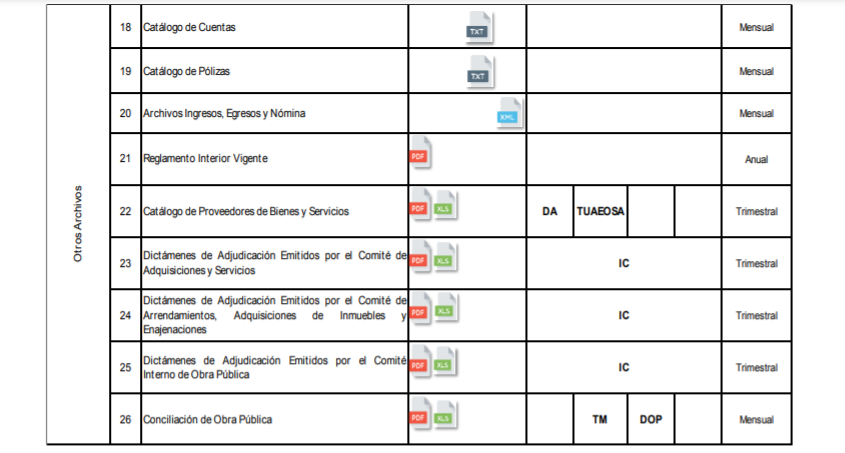 Otros Archivos
18 Catálogo de Cuentas TXT Mensual
19 Catálogo de Pólizas TXT Mensual
20 Archivos Ingresos, Egresos y Nómina XML Mensual
21 Reglamento Interior Vigente PDF Anual
22 Catálogo de Proveedores de Bienes y Servicios PDF XLS DA TUAEOSA Trimestral
23 Dictámenes de Adjudicación Emitidos por el Comité de
Adquisiciones y Servicios PDF XLS IC Trimestral
24 Dictámenes de Adjudicación Emitidos por el Comité de
Arrendamientos, Adquisiciones de Inmuebles y
Enajenaciones PDF XLS IC Trimestral
25 Dictámenes de Adjudicación Emitidos por el Comité
Interno de Obra Pública PDF XLS IC Trimestral
26 Conciliación de Obra Pública PDF XLS TM DOP Mensual